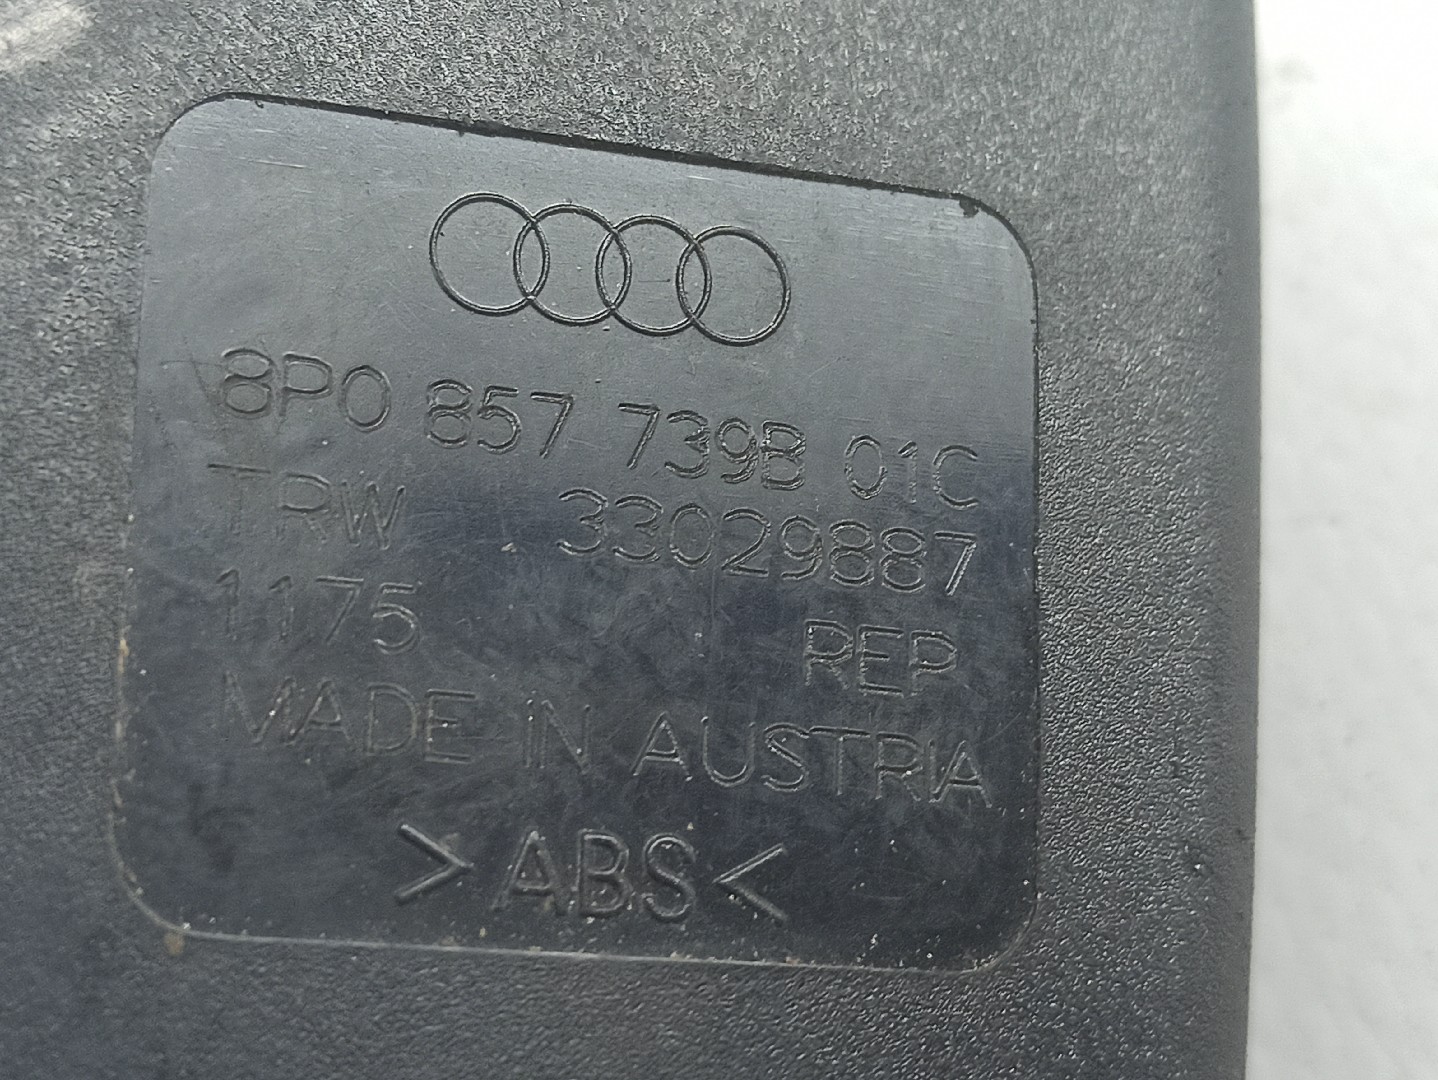 8P0 857 739B 01C
TRW 33029887
1175 REP
MADE IN AUSTRIA
>ABS<